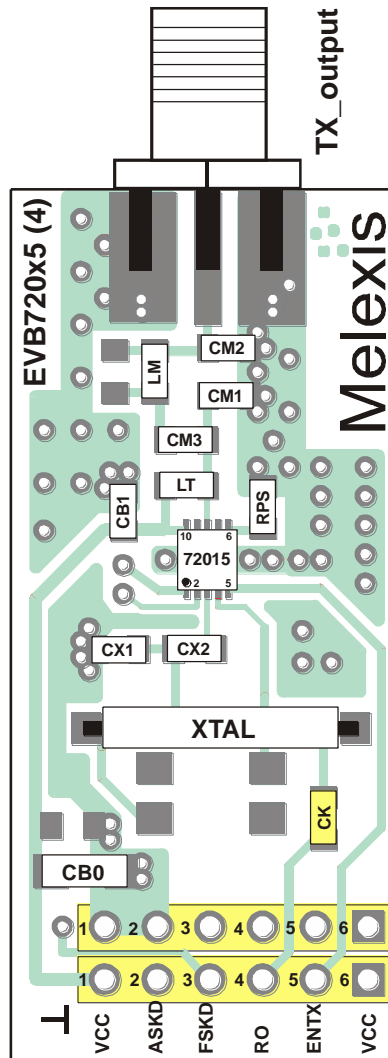 TX_output
EVB720x5 (4)
Melexis
CM2
LM
CM1
CM3
LT
CB1
RPS
10 6
72015
2 5
CX1 CX2
XTAL
CK
CB0
1 2 3 4 5 6
1 2 3 4 5 6
VCC ASKD FSKD RO ENTX VCC